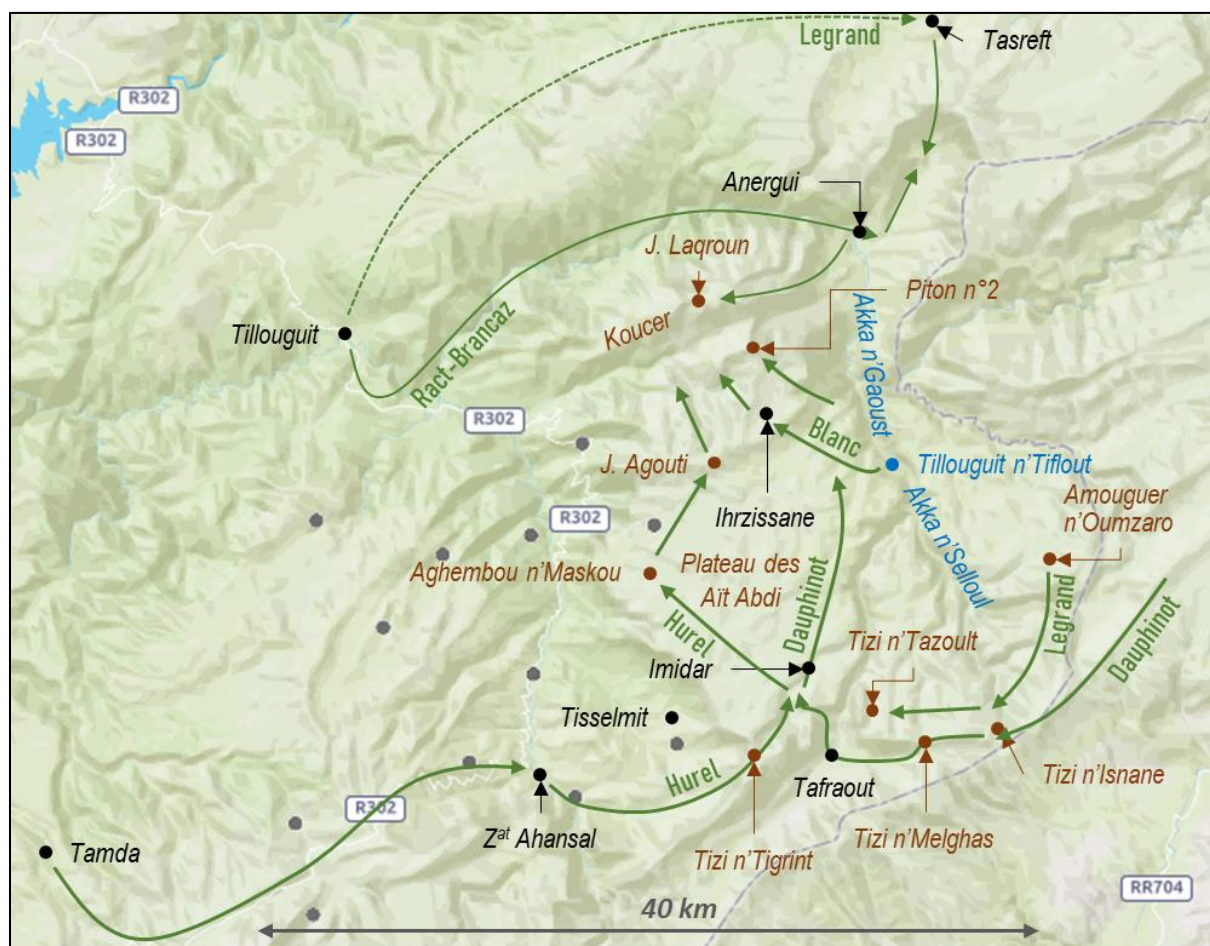 Legrand
Tasreft
R302
R302
Anergui
J. Laqroun
Piton n°2
Koucer
Akka n'Gaoust
Tillouguit
Ract-Brancaz
R302
Blanc
J. Agouti
Tillouguit n'Tiflout
Amouguer
n'Oumzaro
Ihrzissane
R302
Akka n'Selloul
Aghembou n'Maskou
Plateau des
Aït Abdi
Hurel
Dauphinot
Legrand
Dauphinot
Tizi n'Tazoult
Imidar
Tisselmit
Hurel
Tafraout
Tizi n'Isnane
R302
Zat Ahansal
Tizi n'Tigrint
Tizi n'Melghas
Tamda
RR704
40 km